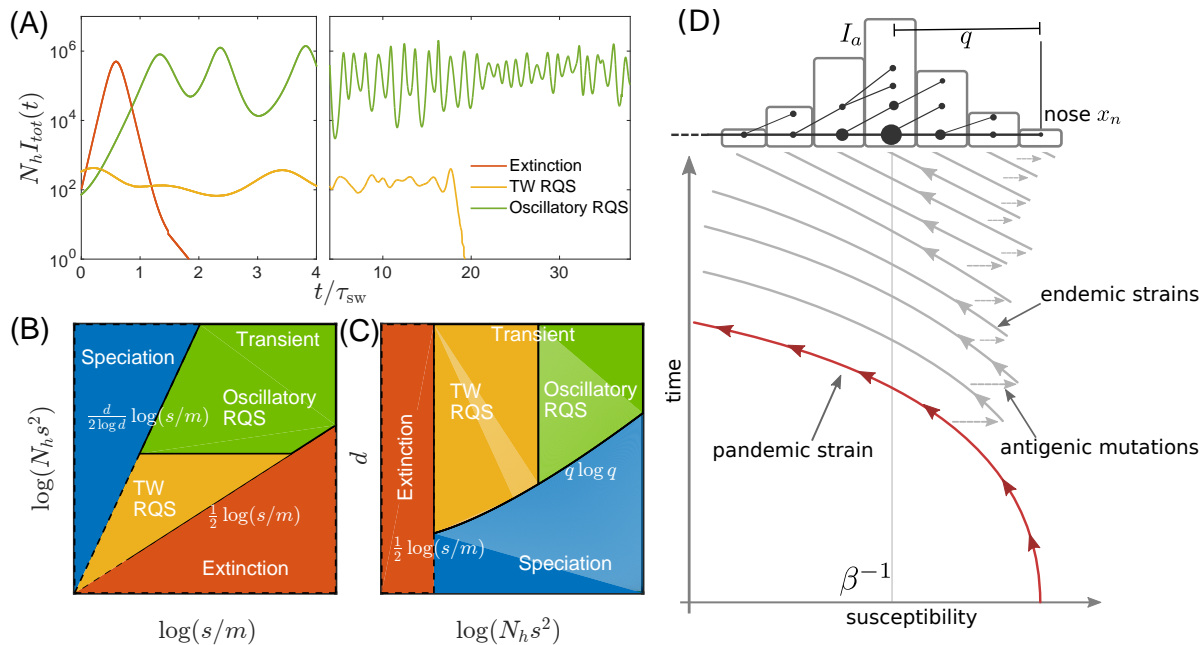 (A)
N_h I_{tot}(t)
10^6
10^4
10^2
10^0
0 1 2 3 4
10 20 30
t/τ_sw
Extinction
TW RQS
Oscillatory RQS
(B)
Speciation
Transient
Oscillatory
RQS
d/(2 log d) log(s/m)
TW
RQS
1/2 log(s/m)
Extinction
log(N_h s^2)
log(s/m)
(C)
Extinction
Transient
TW
RQS
Oscillatory
RQS
q log q
1/2 log(s/m)
Speciation
d
log(N_h s^2)
(D)
I_a
q
nose x_n
endemic strains
antigenic mutations
pandemic strain
time
β^{-1}
susceptibility